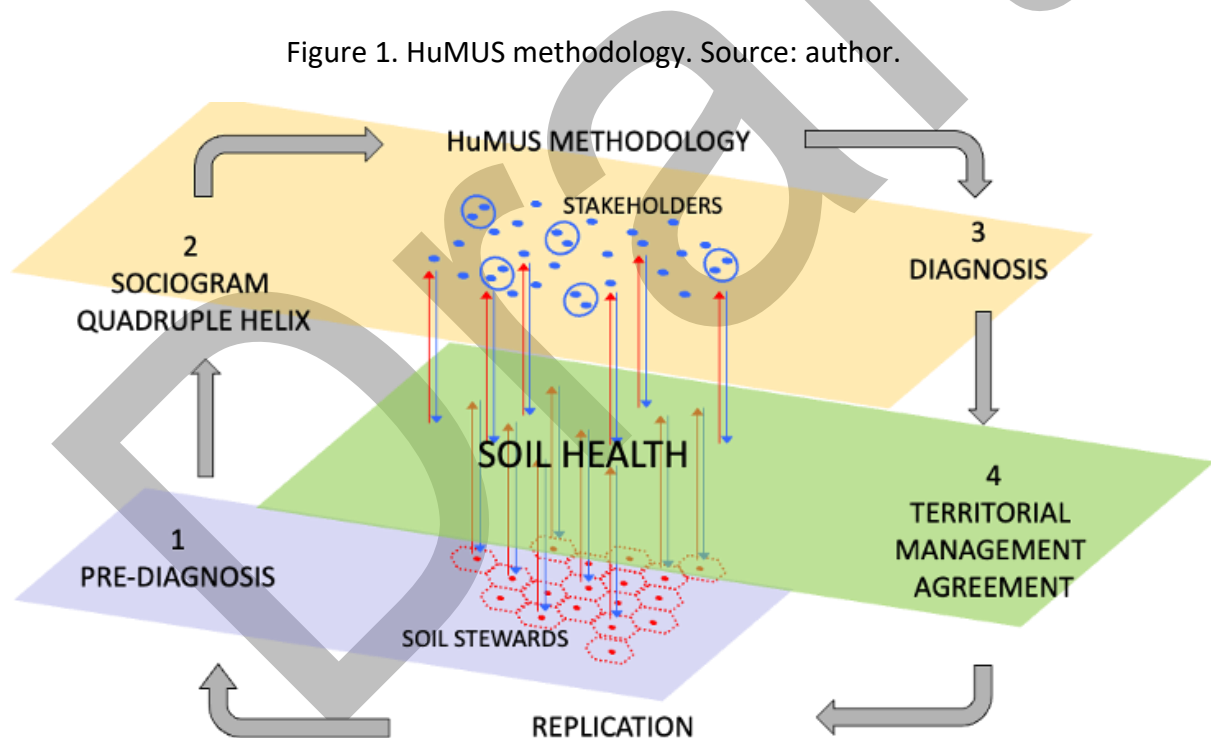 Figure 1. HuMUS methodology. Source: author.
HuMUS METHODOLOGY
STAKEHOLDERS
2
SOCIOGRAM
QUADRUPLE HELIX
3
DIAGNOSIS
SOIL HEALTH
1
PRE-DIAGNOSIS
4
TERRITORIAL
MANAGEMENT
AGREEMENT
SOIL STEWARDS
REPLICATION